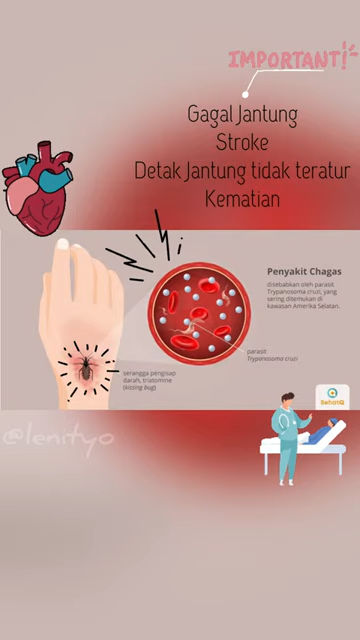 IMPORTANT!
Gagal Jantung
Stroke
Detak Jantung tidak teratur
Kematian
Penyakit Chagas
disebabkan oleh parasit
Trypanosoma cruzi, yang
sering ditemukan di
kawasan Amerika Selatan.
parasit
Trypanosoma cruzi
serangga pengisap
darah, triatomine
(kissing bug)
SehatQ
@lenityo